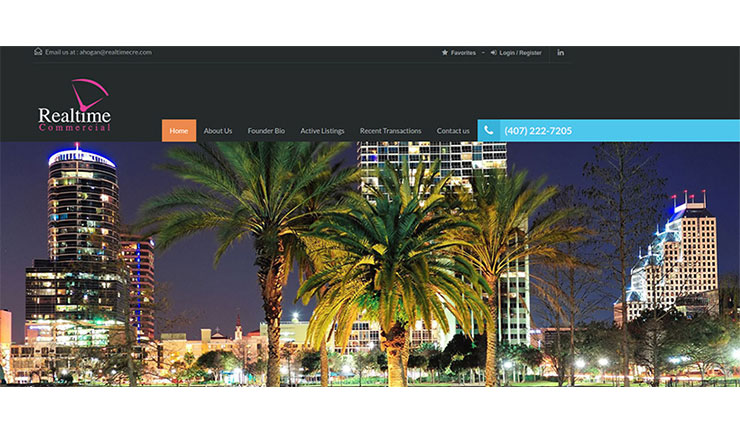 Email us at : ahogan@realtimecre.com
Favorites - Login / Register in
Realtime
Commercial
Home About Us Founder Bio Active Listings Recent Transactions Contact us (407) 222-7205